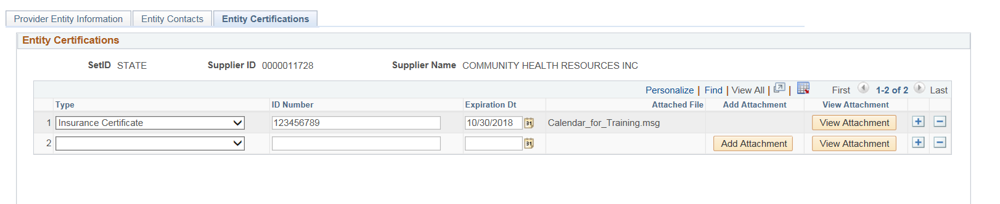 Provider Entity Information Entity Contacts Entity Certifications
Entity Certifications
SetID STATE Supplier ID 0000011728 Supplier Name COMMUNITY HEALTH RESOURCES INC
Personalize | Find | View All | | First 1-2 of 2 Last
Type ID Number Expiration Dt Attached File Add Attachment View Attachment
1 Insurance Certificate 123456789 10/30/2018 31 Calendar_for_Training.msg View Attachment + −
2 31 Add Attachment View Attachment + −